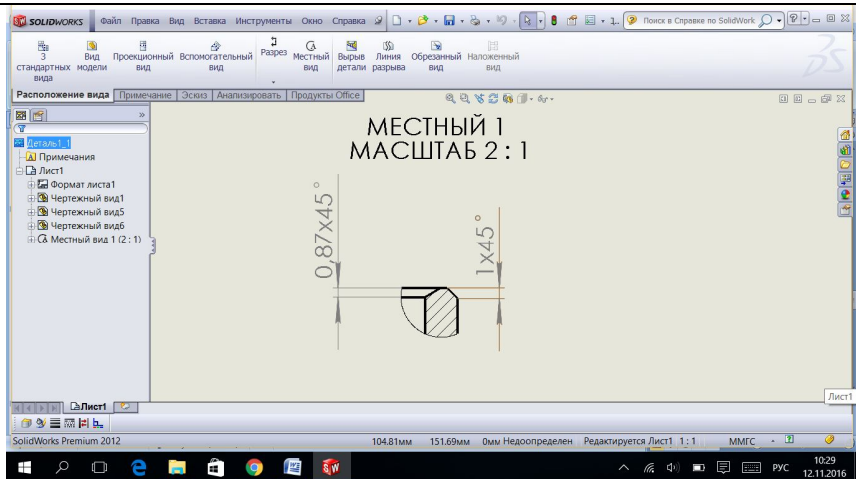 SOLIDWORKS Файл Правка Вид Вставка Инструменты Окно Справка Поиск в Справке по SolidWork
3 стандартных вида
Вид модели
Проекционный вид
Вспомогательный вид
Разрез
Местный вид
Вырыв детали
Линия разрыва
Обрезанный вид
Наложенный вид
Расположение вида Примечание Эскиз Анализировать Продукты Office
Деталь1_1
Примечания
Лист1
Формат листа1
Чертежный вид1
Чертежный вид5
Чертежный вид6
Местный вид 1 (2 : 1)
МЕСТНЫЙ 1
МАСШТАБ 2 : 1
0,87x45°
1x45°
Лист1
Лист1
SolidWorks Premium 2012 104.81мм 151.69мм 0мм Недоопределен Редактируется Лист1 1 : 1 ММГС
РУС 10:29
12.11.2016